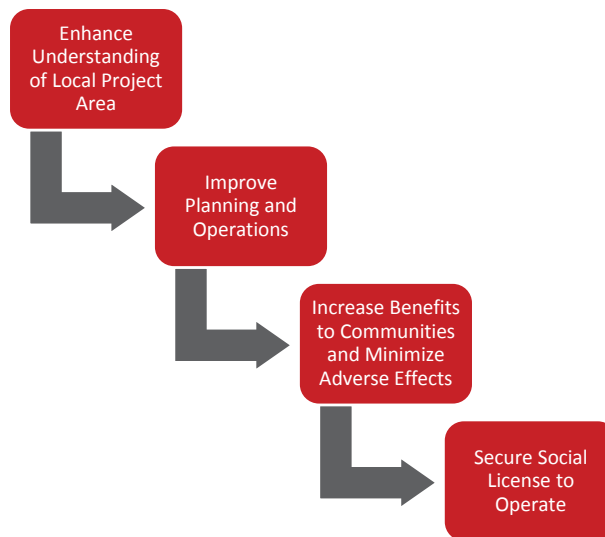 Enhance
Understanding
of Local Project
Area
Improve
Planning and
Operations
Increase Benefits
to Communities
and Minimize
Adverse Effects
Secure Social
License to
Operate